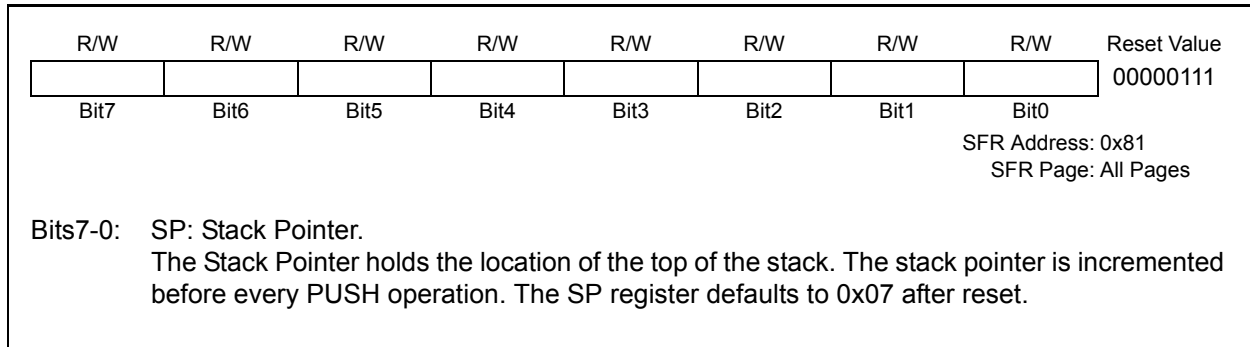 R/W R/W R/W R/W R/W R/W R/W R/W Reset Value
00000111
Bit7 Bit6 Bit5 Bit4 Bit3 Bit2 Bit1 Bit0
SFR Address: 0x81
SFR Page: All Pages
Bits7-0: SP: Stack Pointer.
The Stack Pointer holds the location of the top of the stack. The stack pointer is incremented
before every PUSH operation. The SP register defaults to 0x07 after reset.